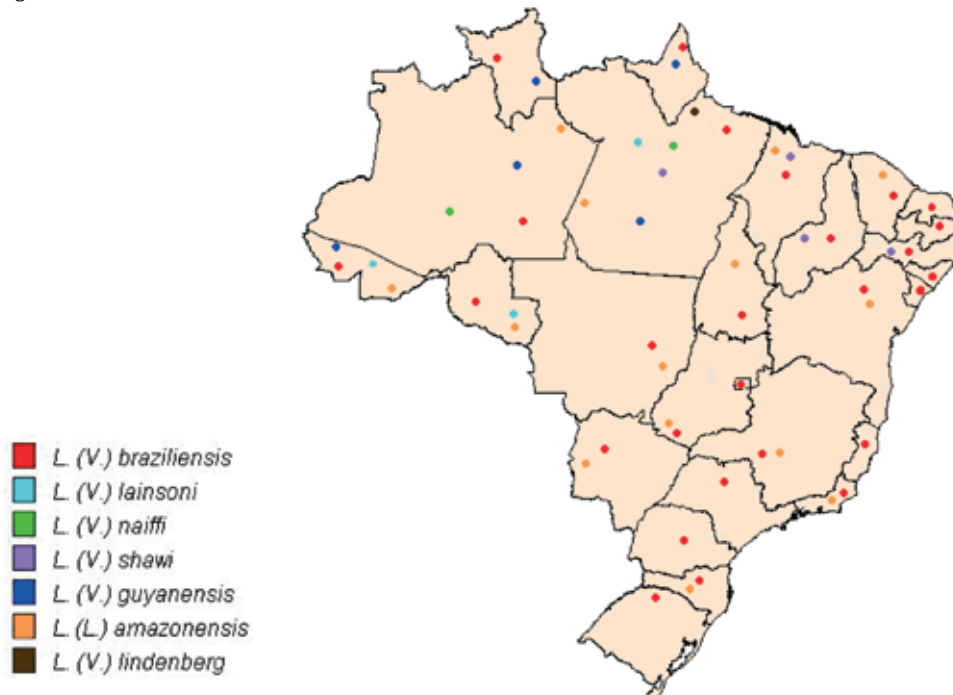 L. (V.) braziliensis
L. (V.) lainsoni
L. (V.) naiffi
L. (V.) shawi
L. (V.) guyanensis
L. (L.) amazonensis
L. (V.) lindenberg